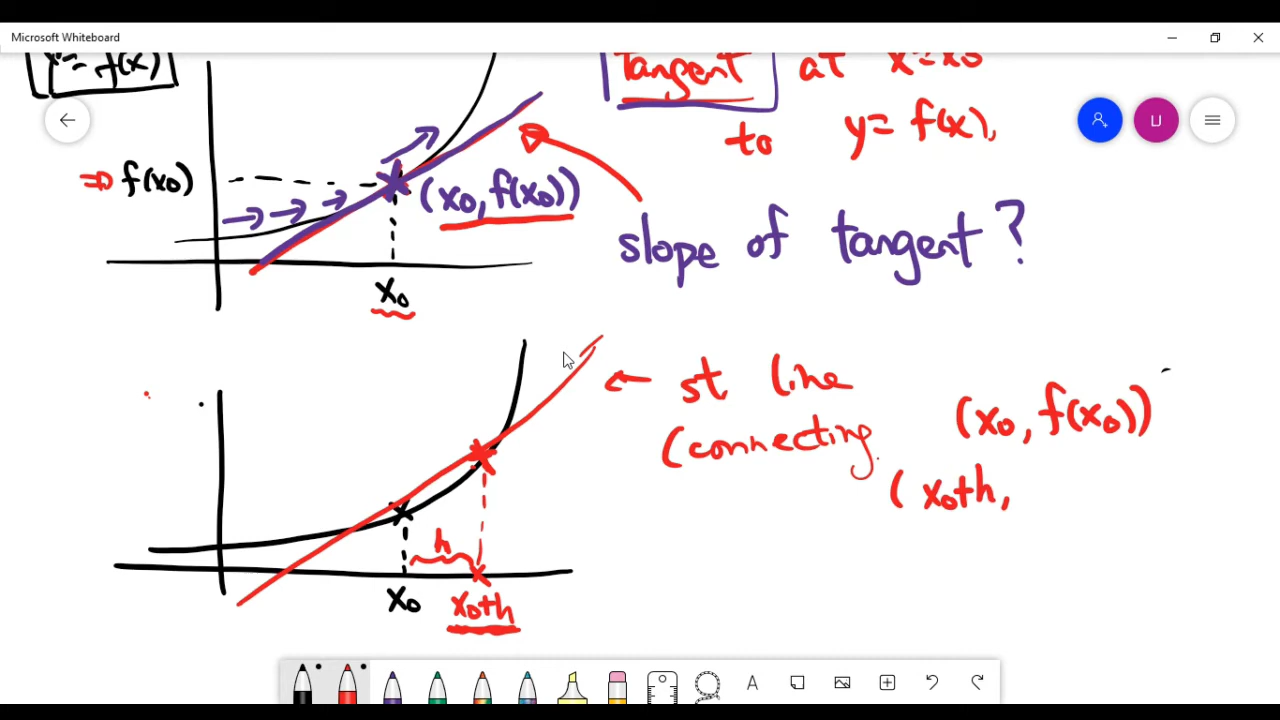 Microsoft Whiteboard
y = f(x)
tangent at x = x0
to y = f(x),
U
⇒ f(x0)
(x0, f(x0))
slope of tangent?
x0
← st line
(connecting (x0, f(x0))
(x0+h,
h
x0 x0+h
A